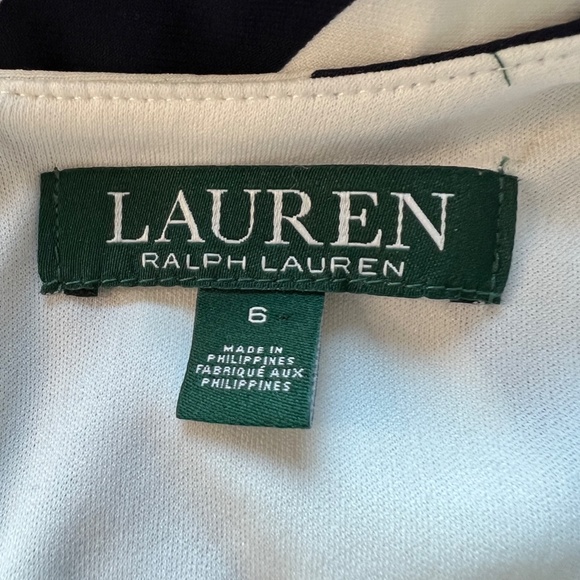 LAUREN
RALPH LAUREN
6
MADE IN
PHILIPPINES
FABRIQUÉ AUX
PHILIPPINES